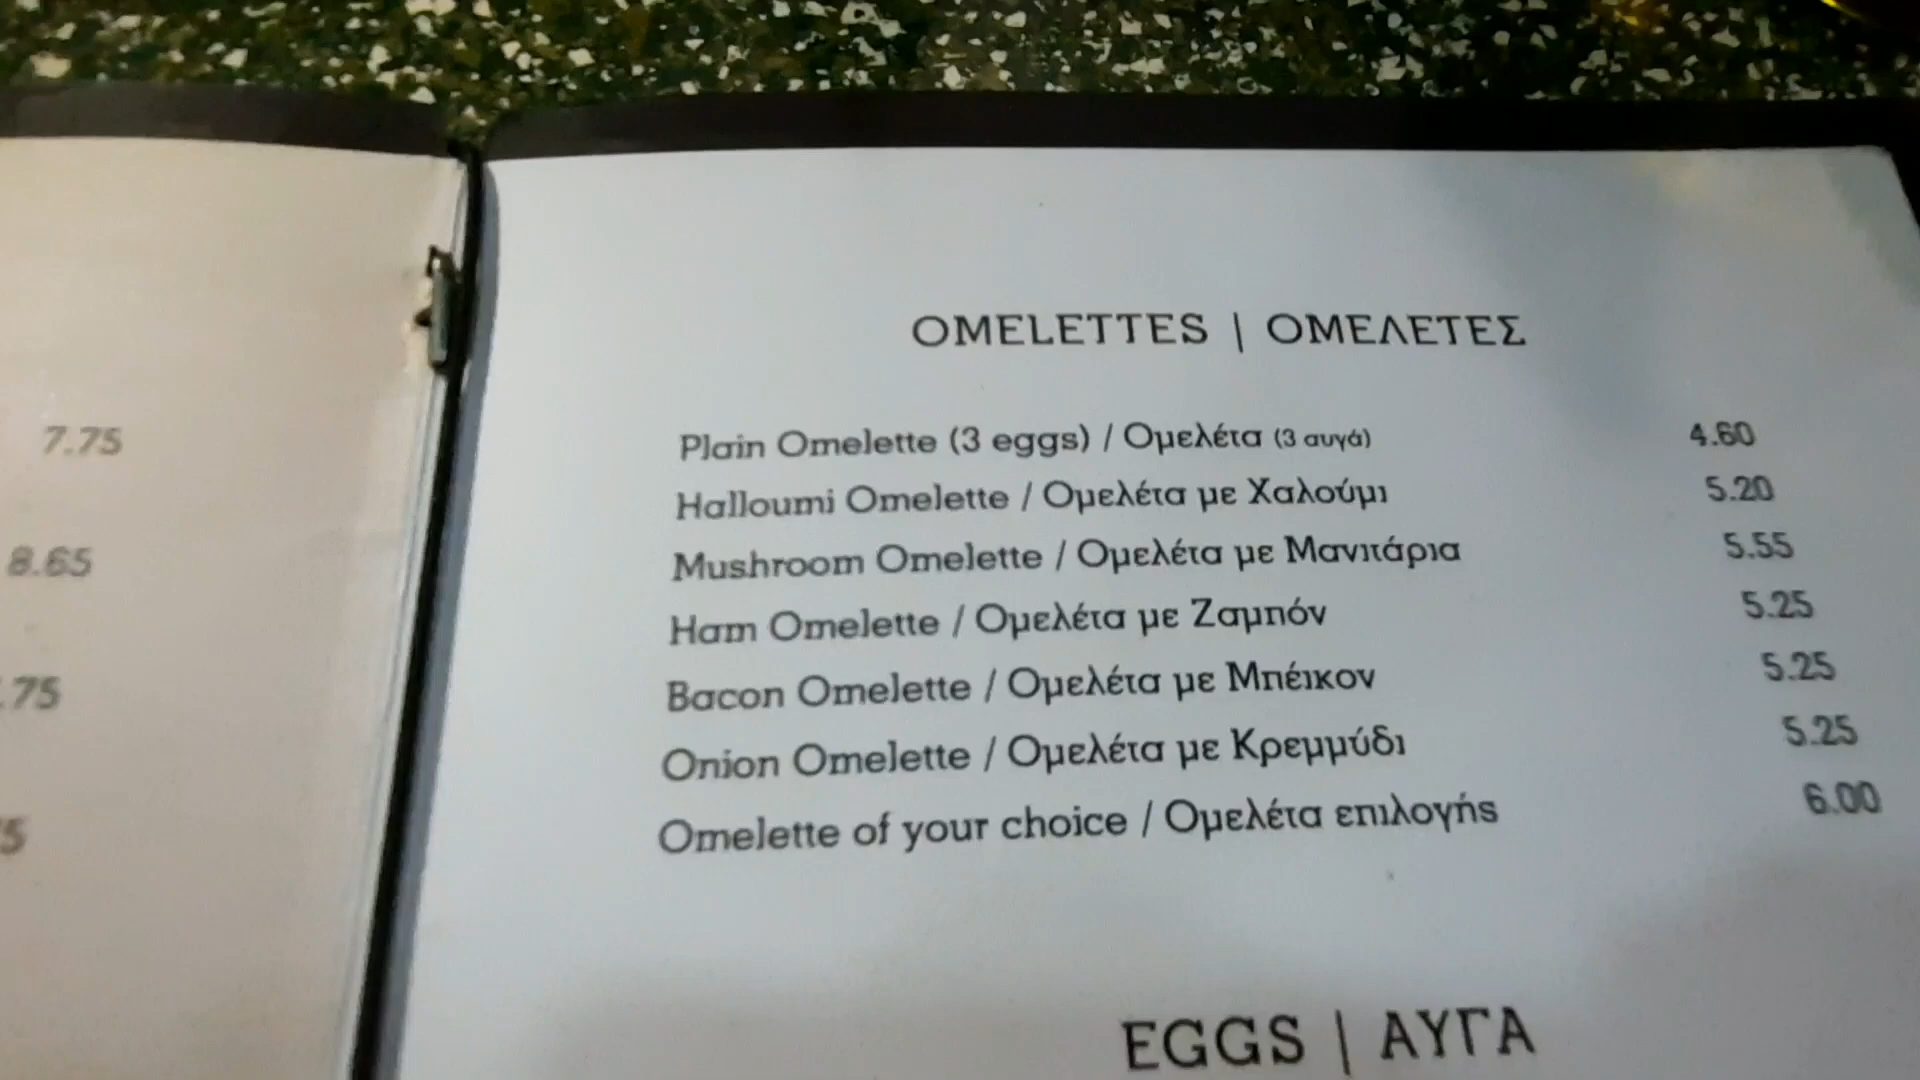 7.75
8.65
.75
5
OMELETTES | ΟΜΕΛΕΤΕΣ
Plain Omelette (3 eggs) / Ομελέτα (3 αυγά) 4.60
Halloumi Omelette / Ομελέτα με Χαλούμι 5.20
Mushroom Omelette / Ομελέτα με Μανιτάρια 5.55
Ham Omelette / Ομελέτα με Ζαμπόν 5.25
Bacon Omelette / Ομελέτα με Μπέικον 5.25
Onion Omelette / Ομελέτα με Κρεμμύδι 5.25
Omelette of your choice / Ομελέτα επιλογής 6.00
EGGS | ΑΥΓΑ